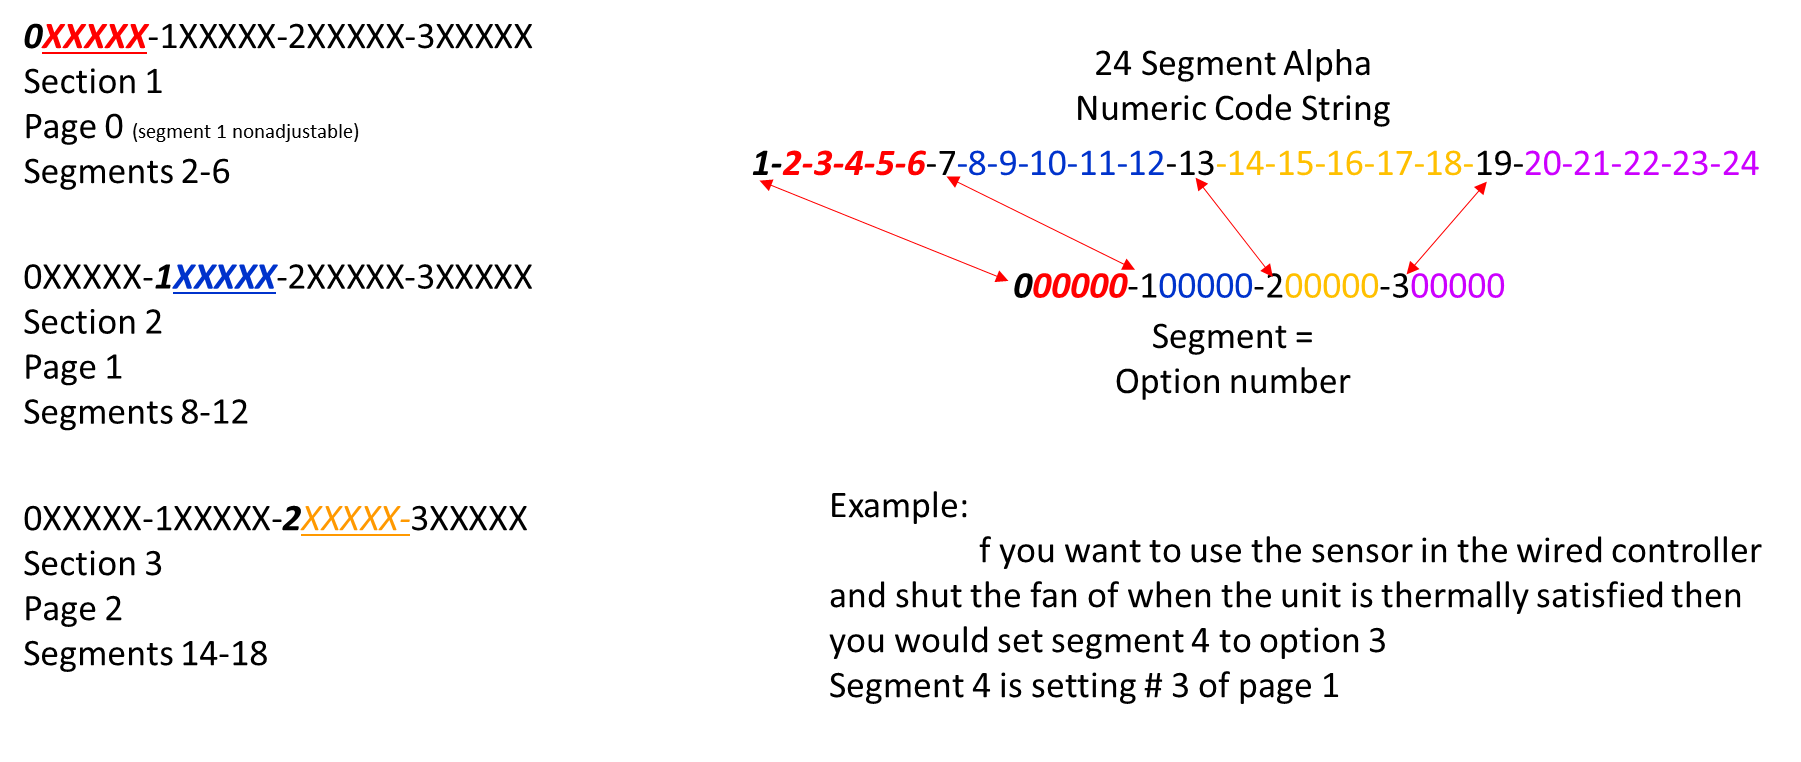 0XXXXX-1XXXXX-2XXXXX-3XXXXX
Section 1
Page 0 (segment 1 nonadjustable)
Segments 2-6
0XXXXX-1XXXXX-2XXXXX-3XXXXX
Section 2
Page 1
Segments 8-12
0XXXXX-1XXXXX-2XXXXX-3XXXXX
Section 3
Page 2
Segments 14-18
24 Segment Alpha
Numeric Code String
1-2-3-4-5-6-7-8-9-10-11-12-13-14-15-16-17-18-19-20-21-22-23-24
000000-100000-200000-300000
Segment =
Option number
Example:
f you want to use the sensor in the wired controller
and shut the fan of when the unit is thermally satisfied then
you would set segment 4 to option 3
Segment 4 is setting # 3 of page 1